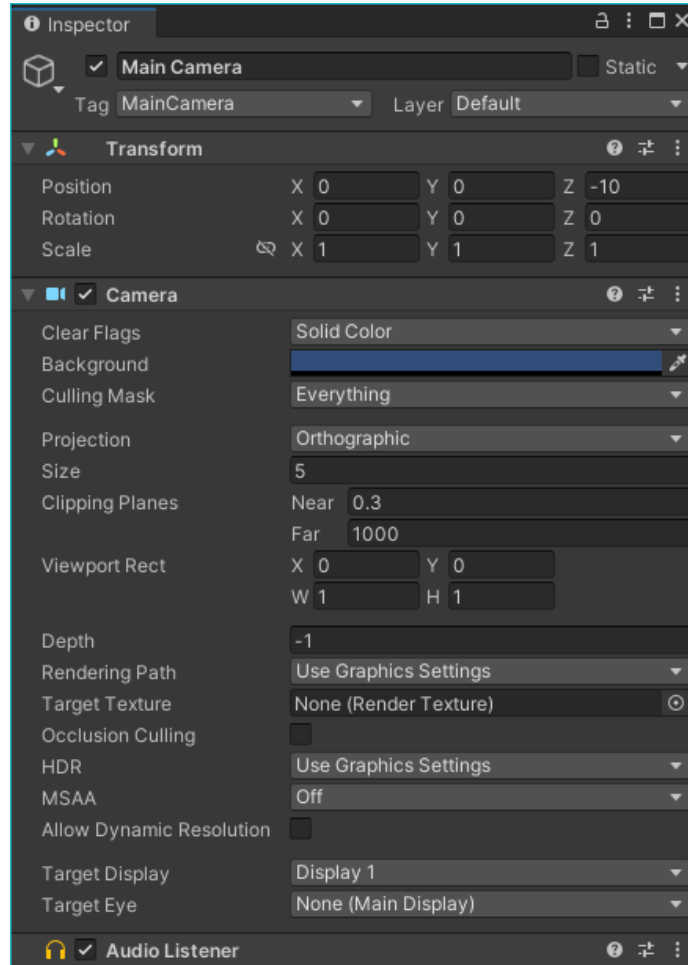 Inspector
Main Camera Static
Tag MainCamera Layer Default
Transform
Position X 0 Y 0 Z -10
Rotation X 0 Y 0 Z 0
Scale X 1 Y 1 Z 1
Camera
Clear Flags Solid Color
Background
Culling Mask Everything
Projection Orthographic
Size 5
Clipping Planes Near 0.3
Far 1000
Viewport Rect X 0 Y 0
W 1 H 1
Depth -1
Rendering Path Use Graphics Settings
Target Texture None (Render Texture)
Occlusion Culling
HDR Use Graphics Settings
MSAA Off
Allow Dynamic Resolution
Target Display Display 1
Target Eye None (Main Display)
Audio Listener